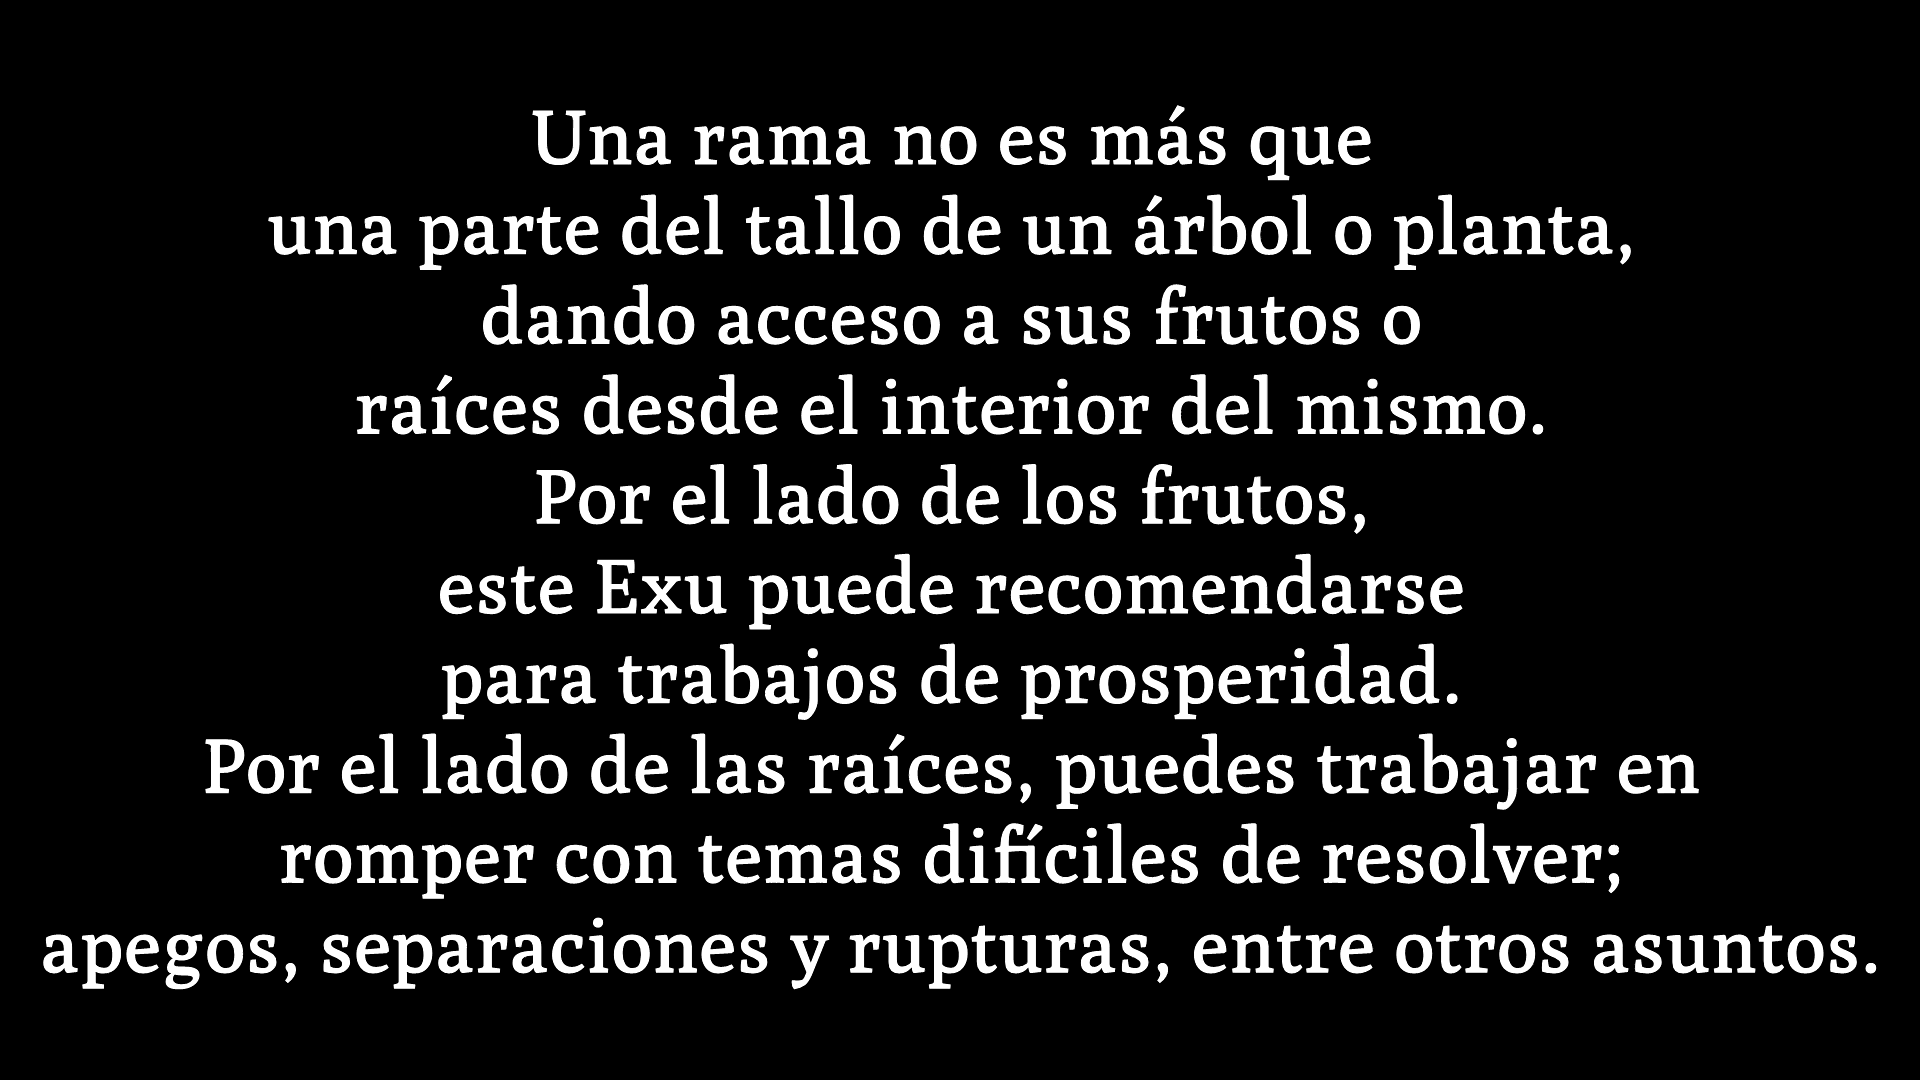 Una rama no es más que
una parte del tallo de un árbol o planta,
dando acceso a sus frutos o
raíces desde el interior del mismo.
Por el lado de los frutos,
este Exu puede recomendarse
para trabajos de prosperidad.
Por el lado de las raíces, puedes trabajar en
romper con temas difíciles de resolver;
apegos, separaciones y rupturas, entre otros asuntos.